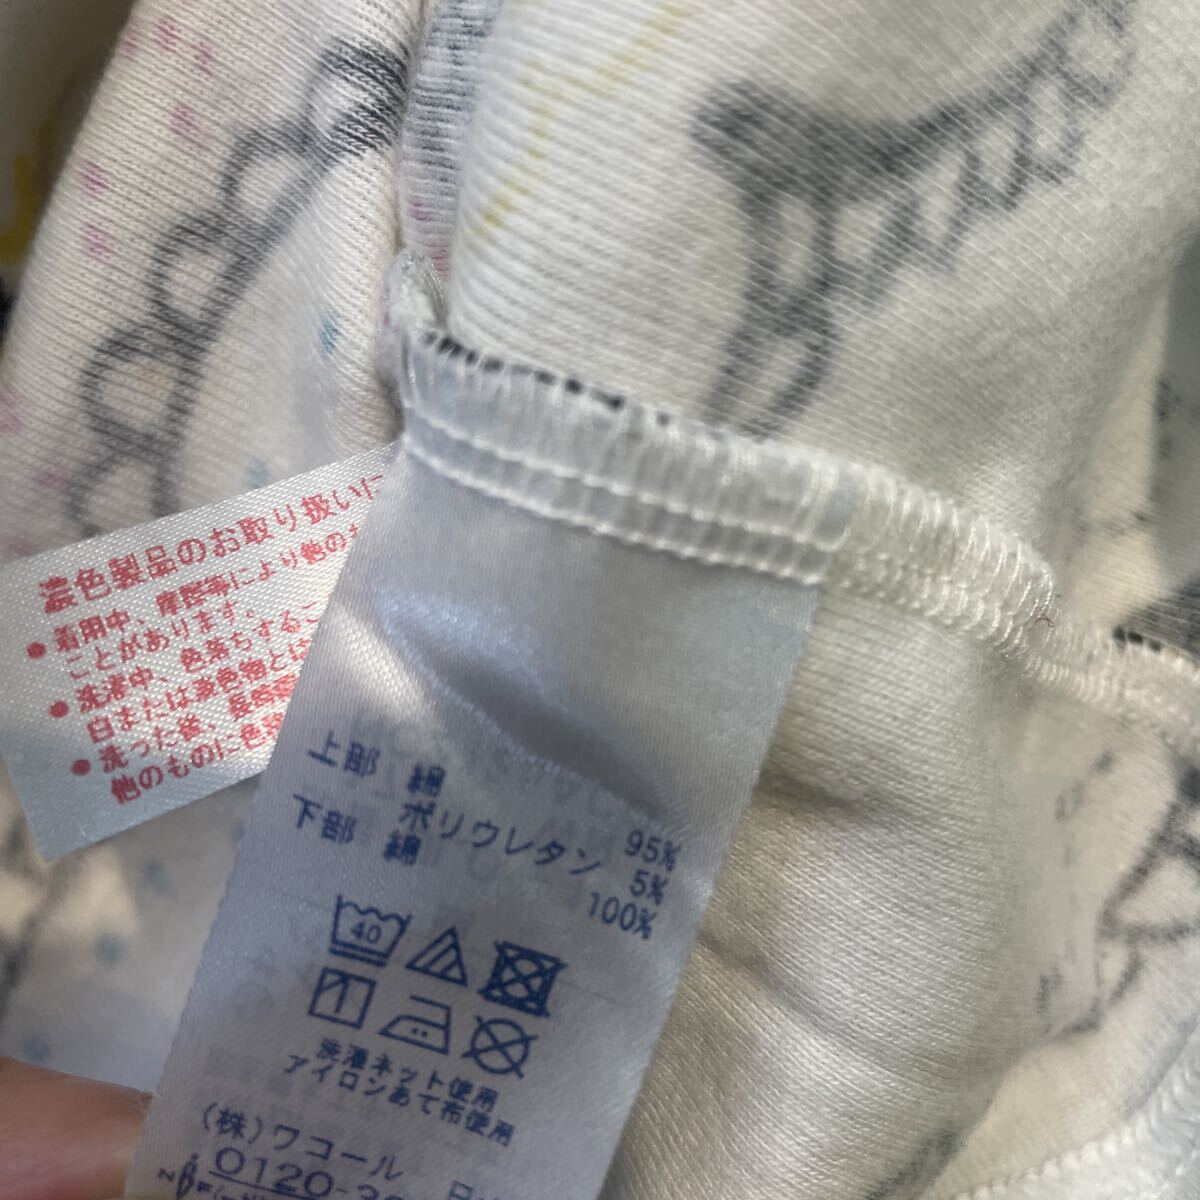 濃色製品のお取り扱いに
● 着用中、摩擦等により他の
ことがあります。
● 洗濯中、色落ちする
白または淡色物とは
● 洗った後、長時間
他のものに色
上部 綿 95%
ポリウレタン 5%
下部 綿 100%
40
洗濯ネット使用
アイロンあて布使用
(株)ワコール
0120-3